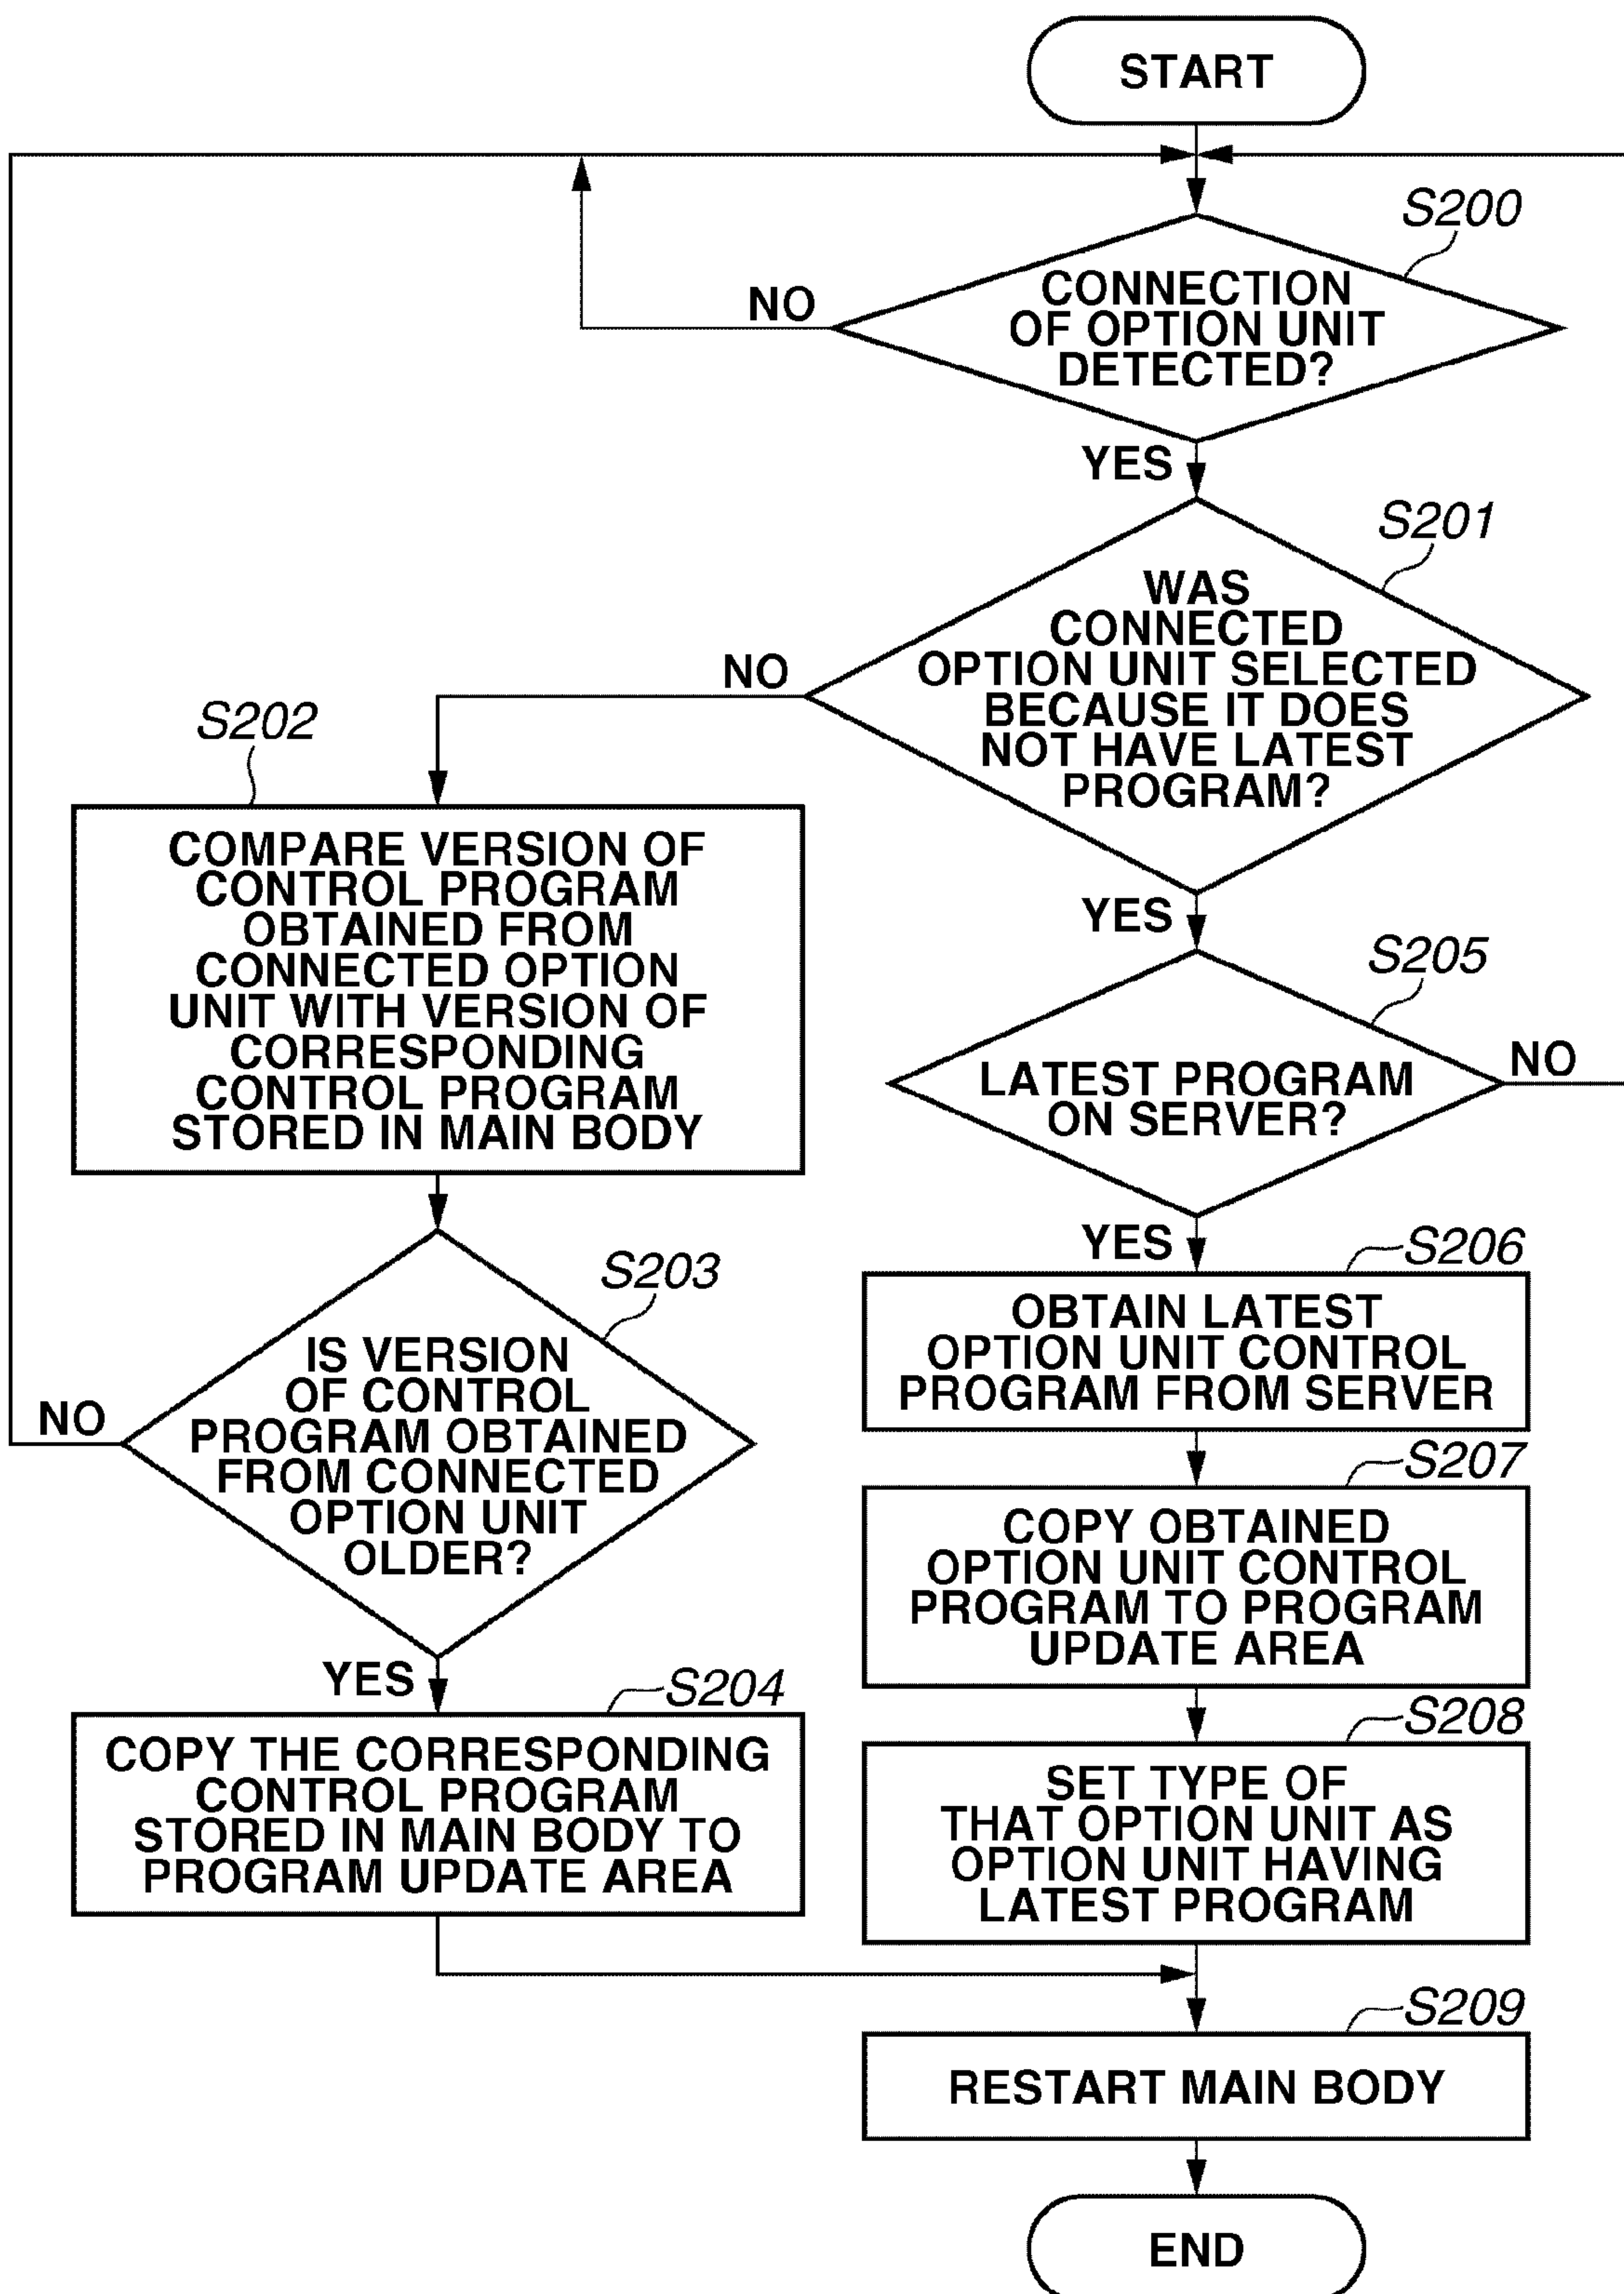 START
S200
CONNECTION
OF OPTION UNIT
DETECTED?
NO
YES
S201
WAS
CONNECTED
OPTION UNIT SELECTED
BECAUSE IT DOES
NOT HAVE LATEST
PROGRAM?
NO
YES
S202
COMPARE VERSION OF
CONTROL PROGRAM
OBTAINED FROM
CONNECTED OPTION
UNIT WITH VERSION OF
CORRESPONDING
CONTROL PROGRAM
STORED IN MAIN BODY
S203
IS VERSION
OF CONTROL
PROGRAM OBTAINED
FROM CONNECTED
OPTION UNIT
OLDER?
NO
YES
S204
COPY THE CORRESPONDING
CONTROL PROGRAM
STORED IN MAIN BODY TO
PROGRAM UPDATE AREA
S205
LATEST PROGRAM
ON SERVER?
NO
YES
S206
OBTAIN LATEST
OPTION UNIT CONTROL
PROGRAM FROM SERVER
S207
COPY OBTAINED
OPTION UNIT CONTROL
PROGRAM TO PROGRAM
UPDATE AREA
S208
SET TYPE OF
THAT OPTION UNIT AS
OPTION UNIT HAVING
LATEST PROGRAM
S209
RESTART MAIN BODY
END